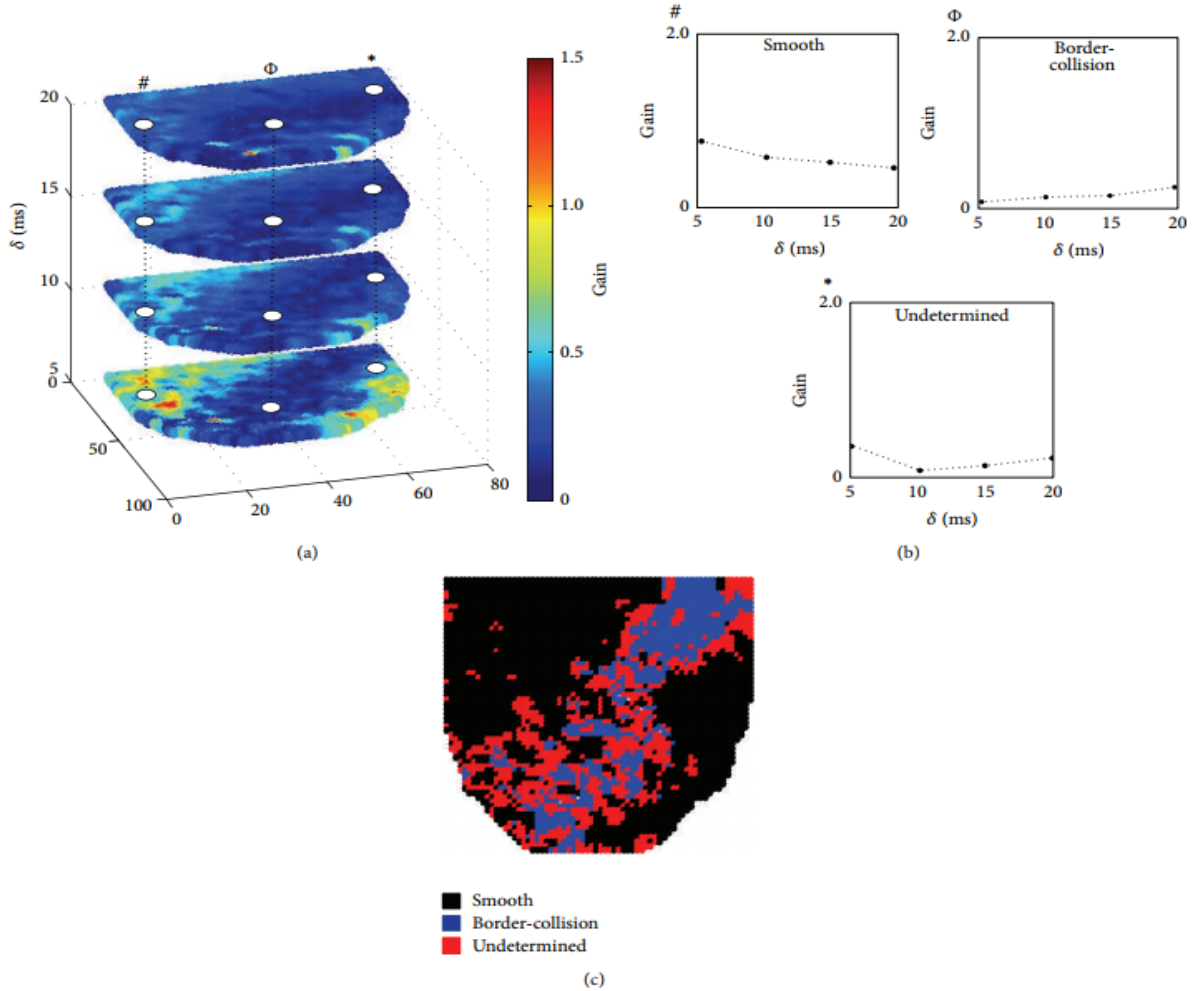 #
Φ
*
20
15
10
5
0
δ (ms)
50
100
0
20
40
60
80
1.5
1.0
0.5
0
Gain
(a)
#
2.0
Smooth
Gain
0
5
10
15
20
δ (ms)
Φ
2.0
Border-
collision
Gain
0
5
10
15
20
δ (ms)
*
2.0
Undetermined
Gain
0
5
10
15
20
δ (ms)
(b)
Smooth
Border-collision
Undetermined
(c)